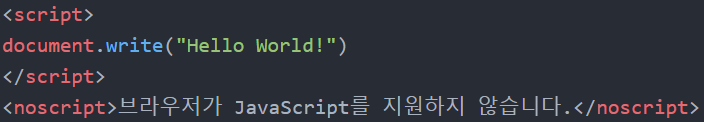 <script>
document.write("Hello World!")
</script>
<noscript>브라우저가 JavaScript를 지원하지 않습니다.</noscript>